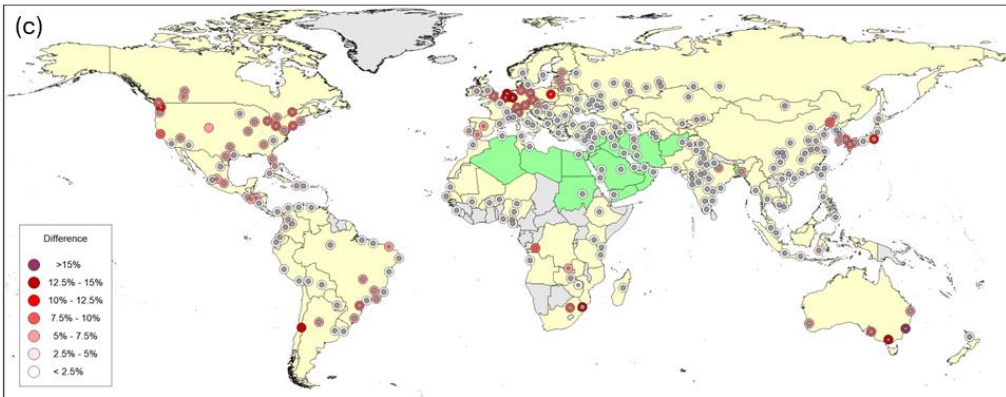 (c)
Difference
>15%
12.5% - 15%
10% - 12.5%
7.5% - 10%
5% - 7.5%
2.5% - 5%
< 2.5%